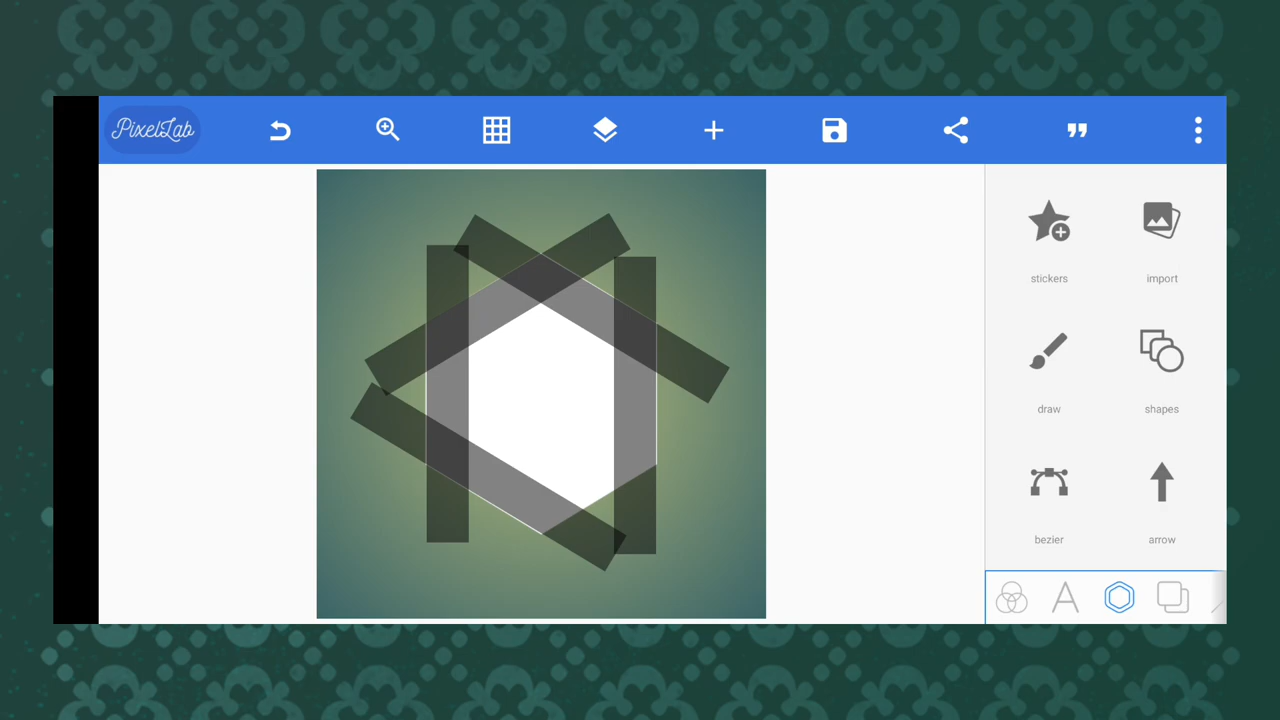 PixelLab
stickers
import
draw
shapes
bezier
arrow